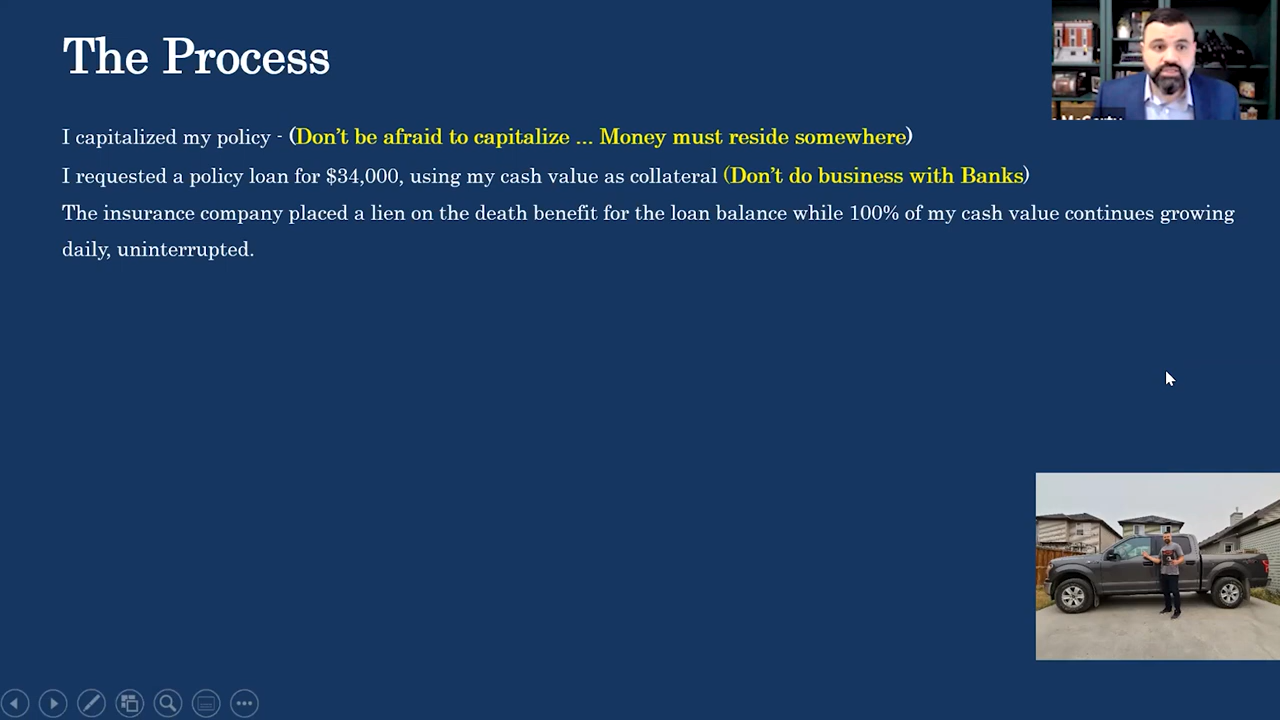 The Process
I capitalized my policy - (Don't be afraid to capitalize ... Money must reside somewhere)
I requested a policy loan for $34,000, using my cash value as collateral (Don't do business with Banks)
The insurance company placed a lien on the death benefit for the loan balance while 100% of my cash value continues growing
daily, uninterrupted.